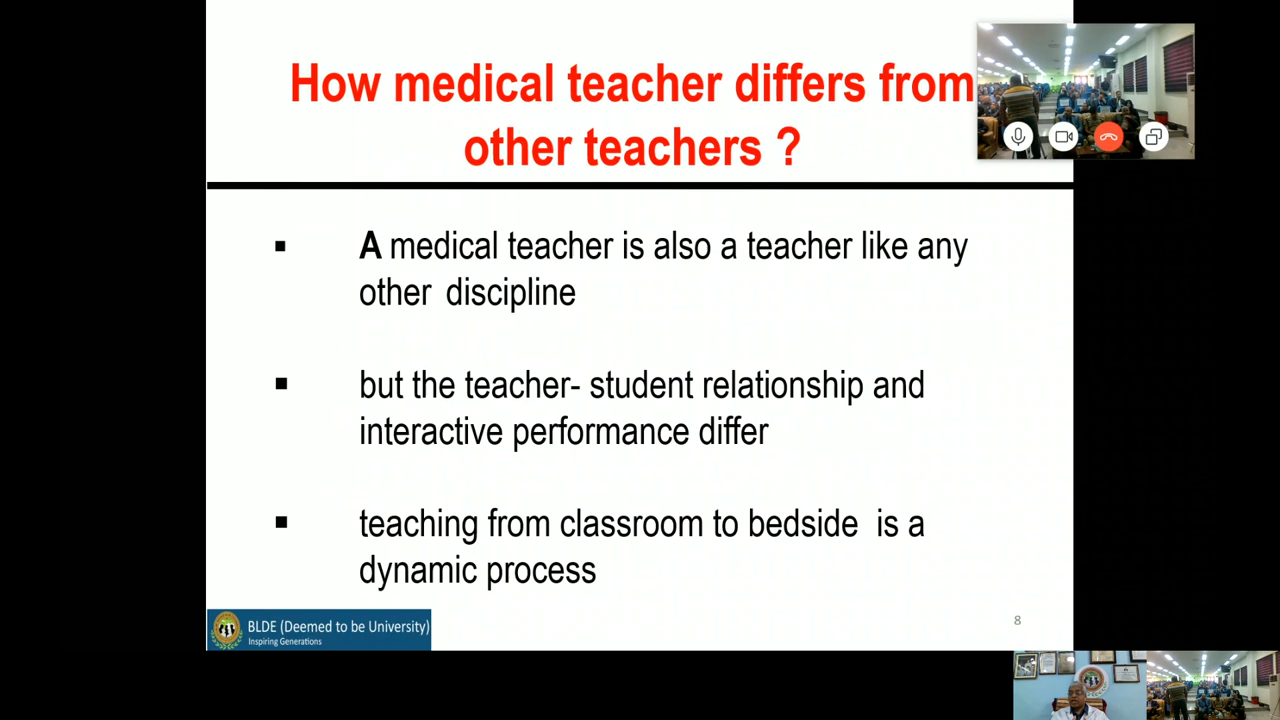 How medical teacher differs from
other teachers ?
▪ A medical teacher is also a teacher like any
other discipline
▪ but the teacher- student relationship and
interactive performance differ
▪ teaching from classroom to bedside is a
dynamic process
BLDE (Deemed to be University)
Inspiring Generations
8